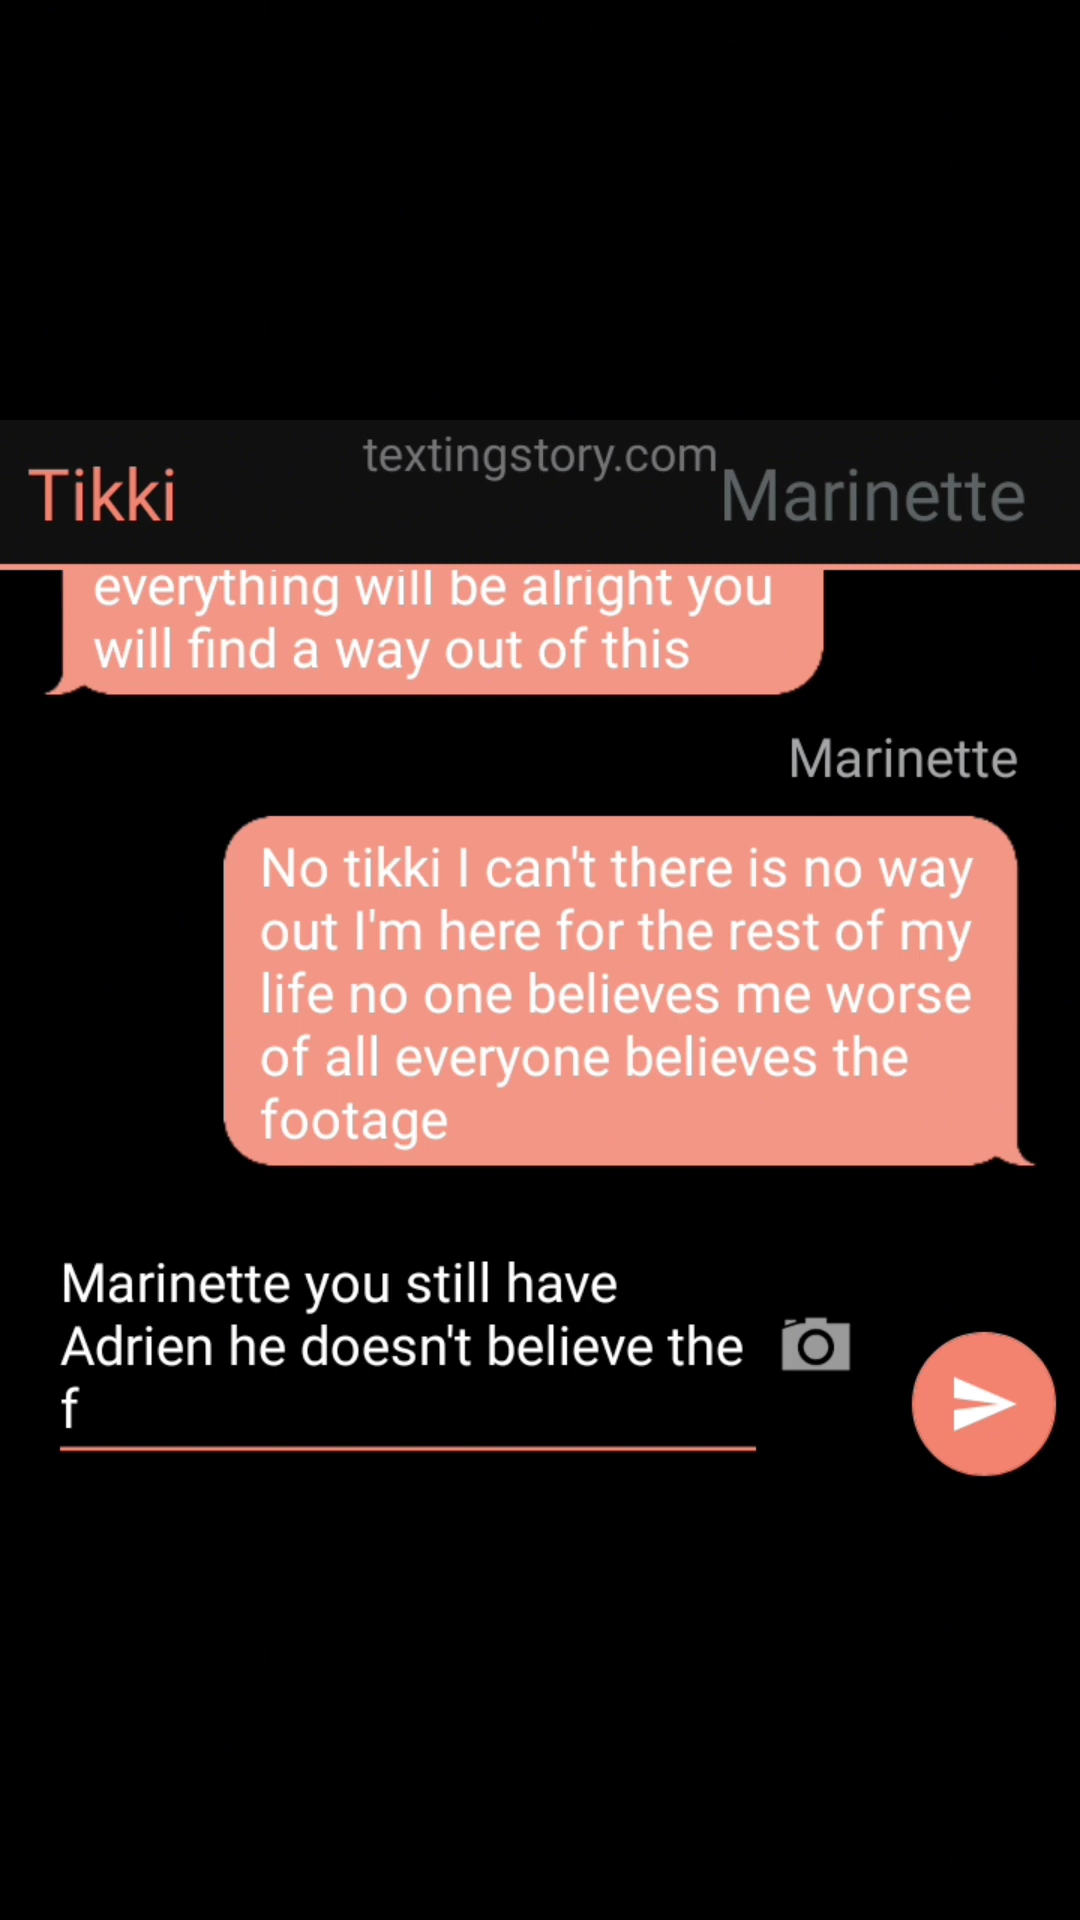 textingstory.com
Tikki
Marinette
everything will be alright you
will find a way out of this
Marinette
No tikki I can't there is no way
out I'm here for the rest of my
life no one believes me worse
of all everyone believes the
footage
Marinette you still have
Adrien he doesn't believe the
f